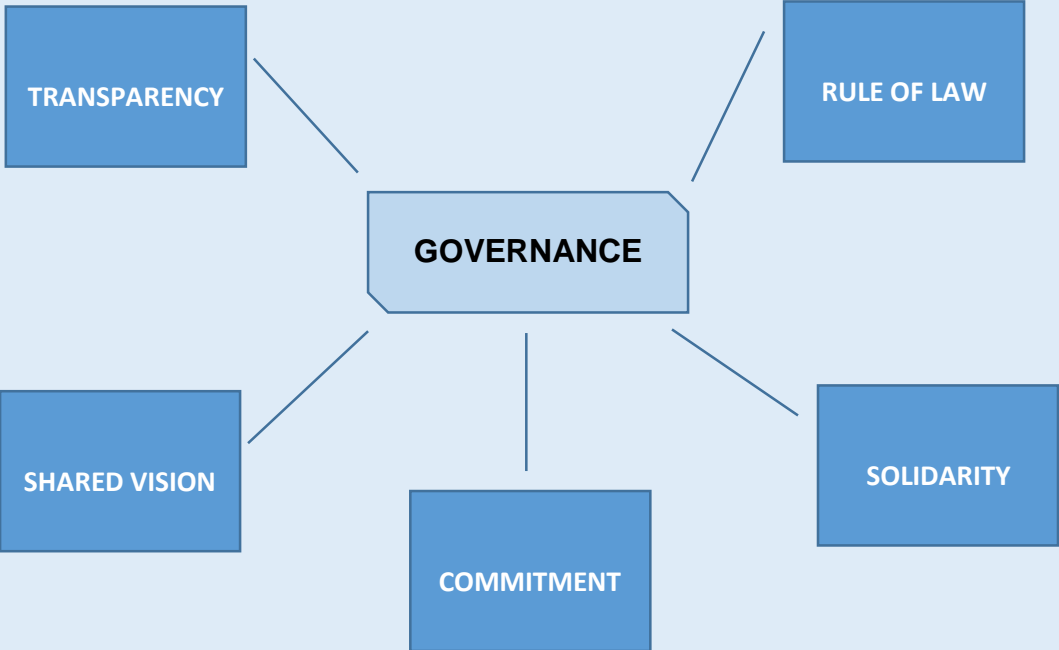 TRANSPARENCY
RULE OF LAW
GOVERNANCE
SHARED VISION
SOLIDARITY
COMMITMENT